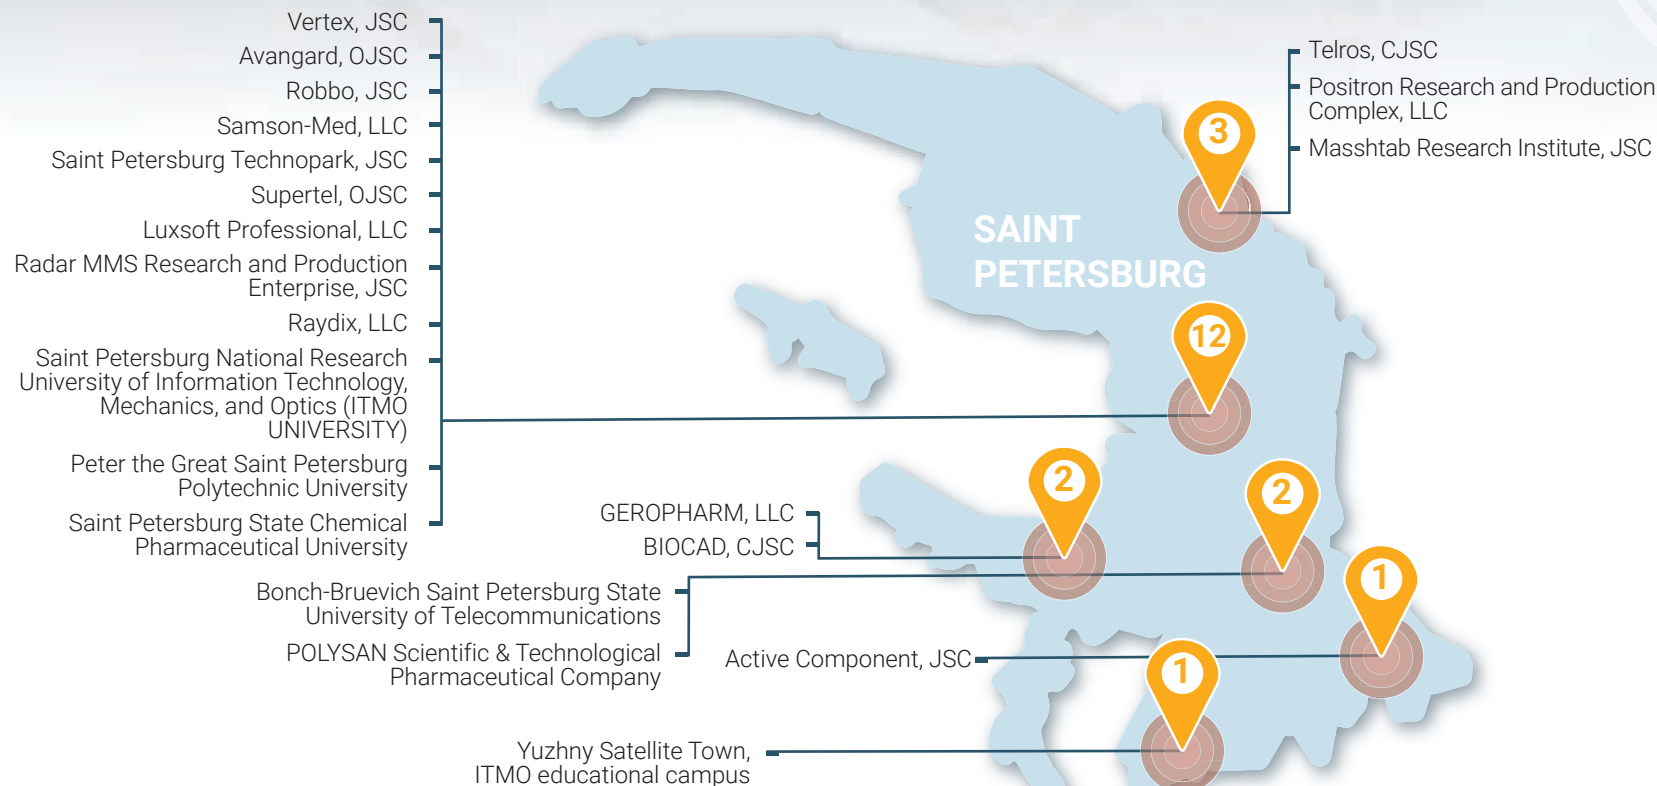 Vertex, JSC
Avangard, OJSC
Robbo, JSC
Samson-Med, LLC
Saint Petersburg Technopark, JSC
Supertel, OJSC
Luxsoft Professional, LLC
Radar MMS Research and Production
Enterprise, JSC
Raydix, LLC
Saint Petersburg National Research
University of Information Technology,
Mechanics, and Optics (ITMO
UNIVERSITY)
Peter the Great Saint Petersburg
Polytechnic University
Saint Petersburg State Chemical
Pharmaceutical University
Telros, CJSC
Positron Research and Production
Complex, LLC
Masshtab Research Institute, JSC
3
SAINT
PETERSBURG
12
GEROPHARM, LLC
BIOCAD, CJSC
2
2
Bonch-Bruevich Saint Petersburg State
University of Telecommunications
POLYSAN Scientific & Technological
Pharmaceutical Company
Active Component, JSC
1
1
Yuzhny Satellite Town,
ITMO educational campus